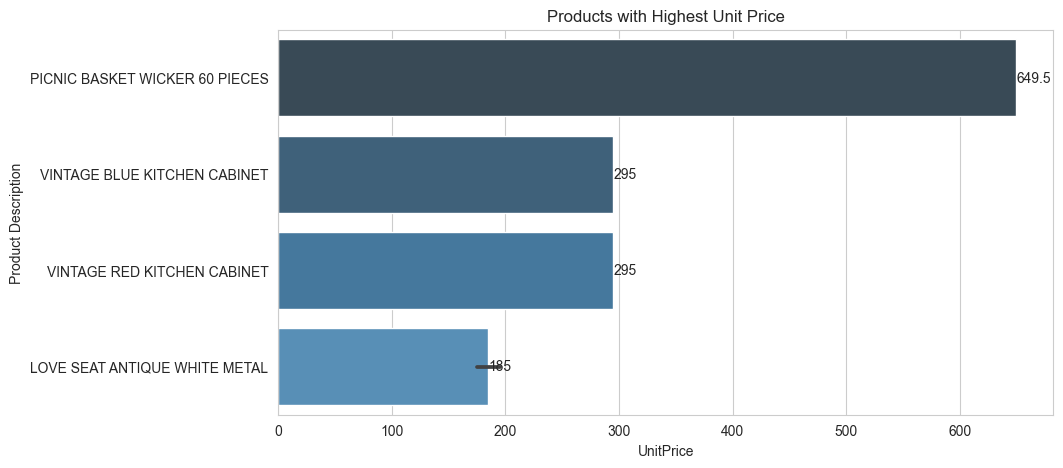 Products with Highest Unit Price
PICNIC BASKET WICKER 60 PIECES
649.5
VINTAGE BLUE KITCHEN CABINET
295
VINTAGE RED KITCHEN CABINET
295
LOVE SEAT ANTIQUE WHITE METAL
185
Product Description
0 100 200 300 400 500 600
UnitPrice